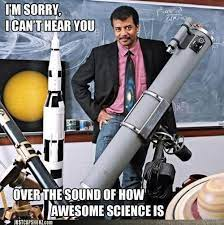 I'M SORRY,
I CAN'T HEAR YOU
OVER THE SOUND OF HOW
AWESOME SCIENCE IS